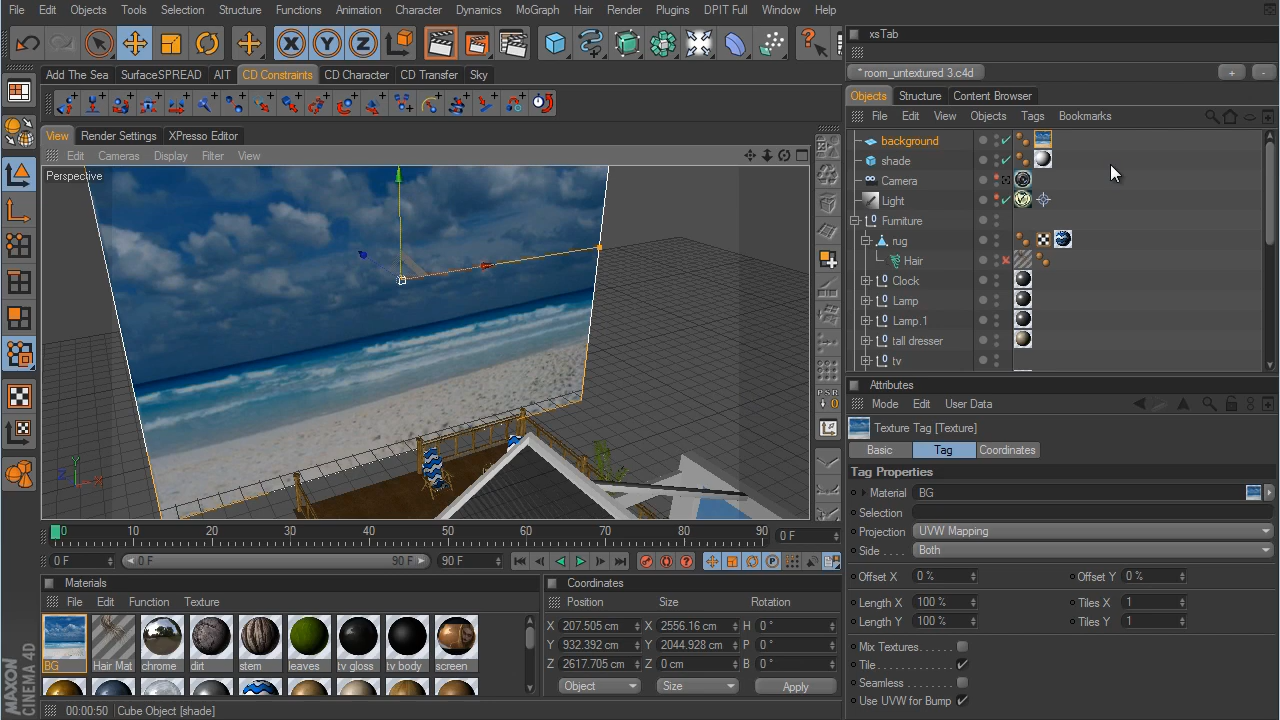 File Edit Objects Tools Selection Structure Functions Animation Character Dynamics MoGraph Hair Render Plugins DPIT Full Window Help
xsTab
* room_untextured 3.c4d + -
Add The Sea SurfaceSPREAD AIT CD Constraints CD Character CD Transfer Sky
X Y Z
Objects Structure Content Browser
File Edit View Objects Tags Bookmarks
View Render Settings XPresso Editor
Edit Cameras Display Filter View
Perspective
background
shade
Camera
Light
Furniture
rug
Hair
Clock
Lamp
Lamp.1
tall dresser
tv
P S R
0
Attributes
Mode Edit User Data
Texture Tag [Texture]
Basic Tag Coordinates
Tag Properties
Material BG
Selection
Projection UVW Mapping
Side . . . . Both
Offset X 0 % Offset Y 0 %
Length X 100 % Tiles X 1
Length Y 100 % Tiles Y 1
Mix Textures. . . . . .
Tile. . . . . . . . . . . . . .
Seamless . . . . . . . .
Use UVW for Bump
Y
Z X
0 10 20 30 40 50 60 70 80 90 0 F
0 F 0 F 90 F 90 F
Materials
File Edit Function Texture
BG Hair Mat chrome dirt stem leaves tv gloss tv body screen
Coordinates
Position Size Rotation
X 207.505 cm X 2556.16 cm H 0 °
Y 932.392 cm Y 2044.928 cm P 0 °
Z 2617.705 cm Z 0 cm B 0 °
Object Size Apply
MAXON
CINEMA 4D
00:00:50 Cube Object [shade]